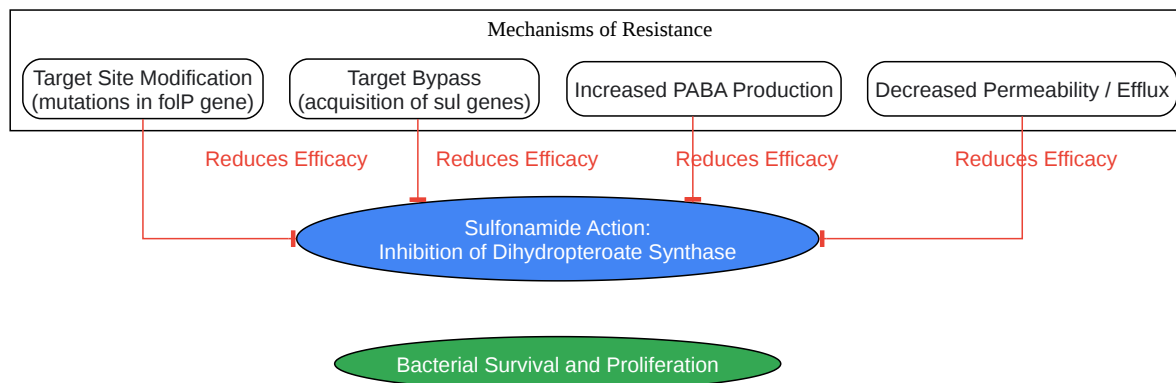 Mechanisms of Resistance
Target Site Modification
(mutations in folP gene)
Target Bypass
(acquisition of sul genes)
Increased PABA Production
Decreased Permeability / Efflux
Reduces Efficacy
Reduces Efficacy
Reduces Efficacy
Reduces Efficacy
Sulfonamide Action:
Inhibition of Dihydropteroate Synthase
Bacterial Survival and Proliferation